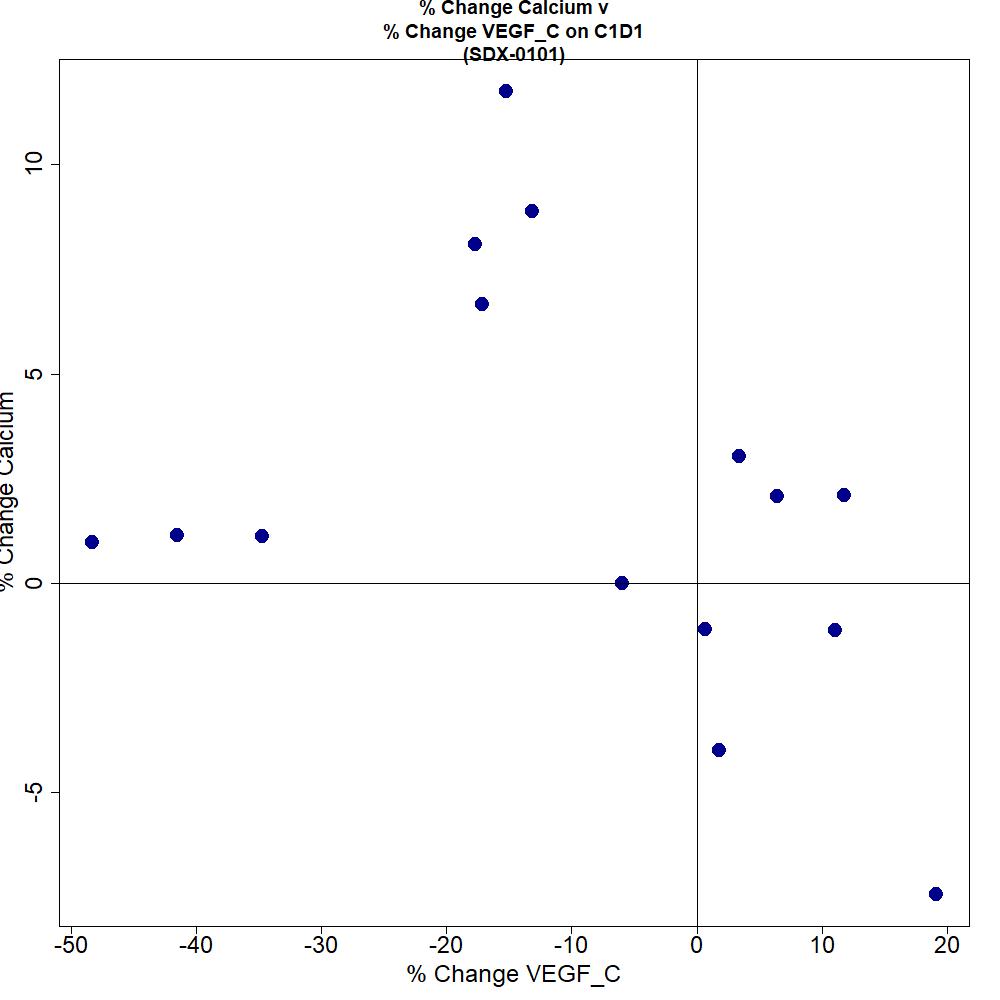 % Change Calcium v
% Change VEGF_C on C1D1
(SDX-0101)
% Change Calcium
10
5
0
-5
-50 -40 -30 -20 -10 0 10 20
% Change VEGF_C